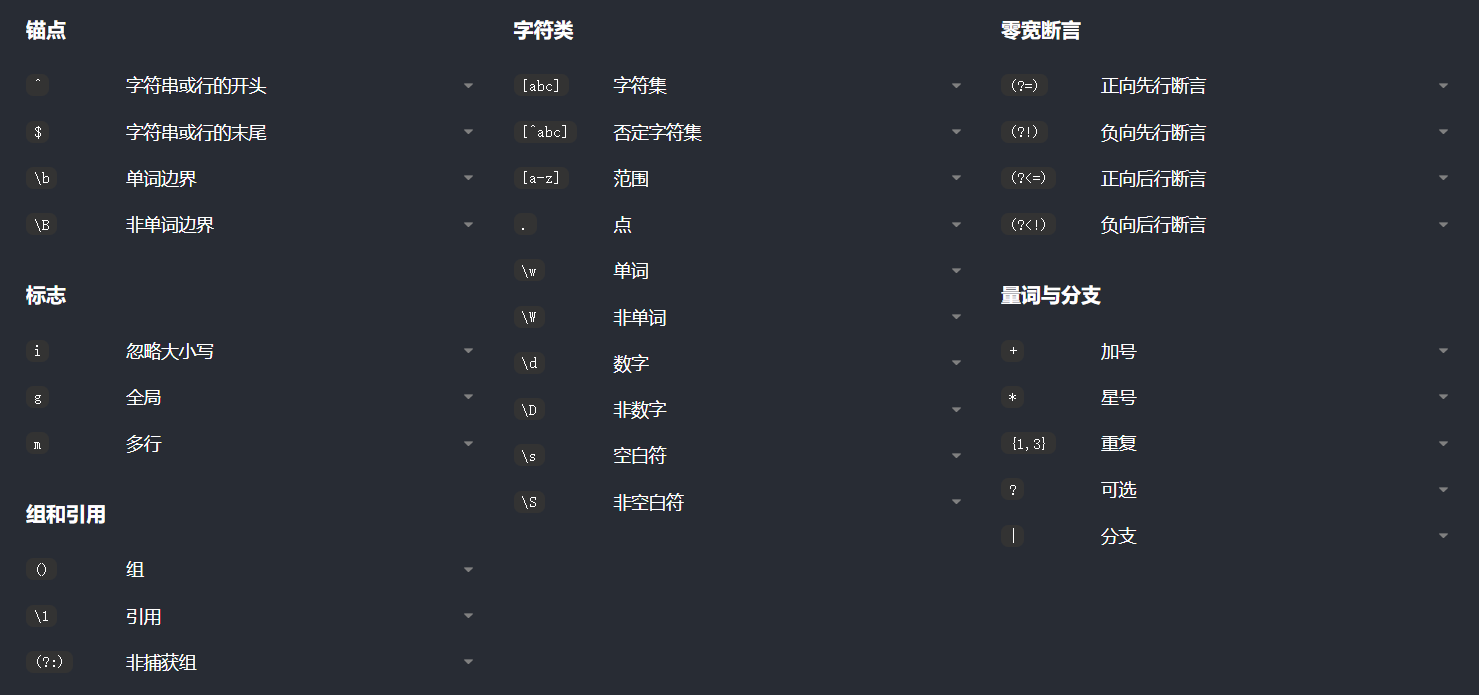 锚点
^ 字符串或行的开头
$ 字符串或行的末尾
\b 单词边界
\B 非单词边界
标志
i 忽略大小写
g 全局
m 多行
组和引用
() 组
\1 引用
(?:) 非捕获组
字符类
[abc] 字符集
[^abc] 否定字符集
[a-z] 范围
. 点
\w 单词
\W 非单词
\d 数字
\D 非数字
\s 空白符
\S 非空白符
零宽断言
(?=) 正向先行断言
(?!) 负向先行断言
(?<=) 正向后行断言
(?<!) 负向后行断言
量词与分支
+ 加号
* 星号
{1,3} 重复
? 可选
| 分支